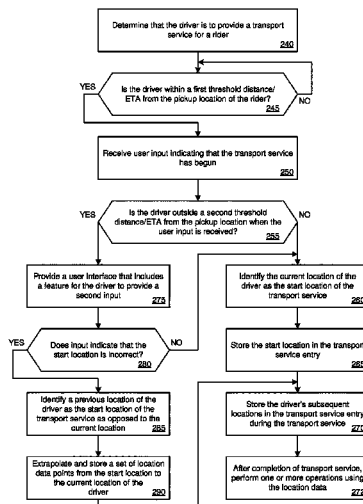 Determine that the driver is to provide a transport
service for a rider
240
YES
Is the driver within a first threshold distance/
ETA from the pickup location of the rider?
245
NO
Receive user input indicating that the transport service
has begun
250
YES
Is the driver outside a second threshold
distance/ETA from the pickup location when the
user input is received?
255
NO
Provide a user Interface that includes
a feature for the driver to provide
a second input
275
Identify the current location of the
driver as the start location of
the transport service
260
YES
Does input indicate that the
start location is incorrect?
280
NO
Store the start location in the transport
service entry
265
Identify a previous location of the
driver as the start location of the
transport service as opposed to the
current location
285
Store the driver's subsequent
locations in the transport service entry
during the transport service
270
Extrapolate and store a set of location
data points from the start location to
the current location of the
driver
290
After completion of transport service,
perform one or more operations using
the location data
272